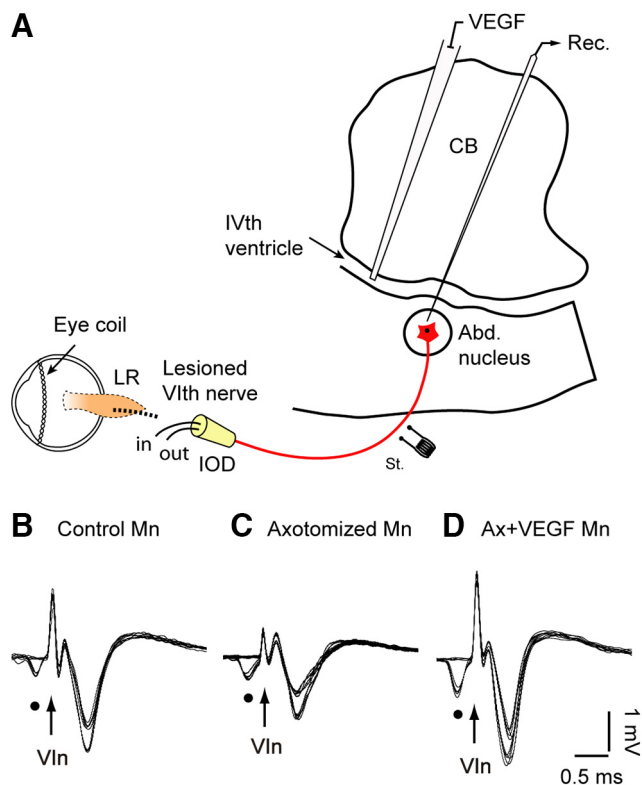 A
VEGF
Rec.
CB
IVth
ventricle
Eye coil
Abd.
nucleus
LR
Lesioned
VIth nerve
in
out
IOD
St.
B Control Mn
C Axotomized Mn
D Ax+VEGF Mn
VIn
VIn
VIn
1 mV
0.5 ms